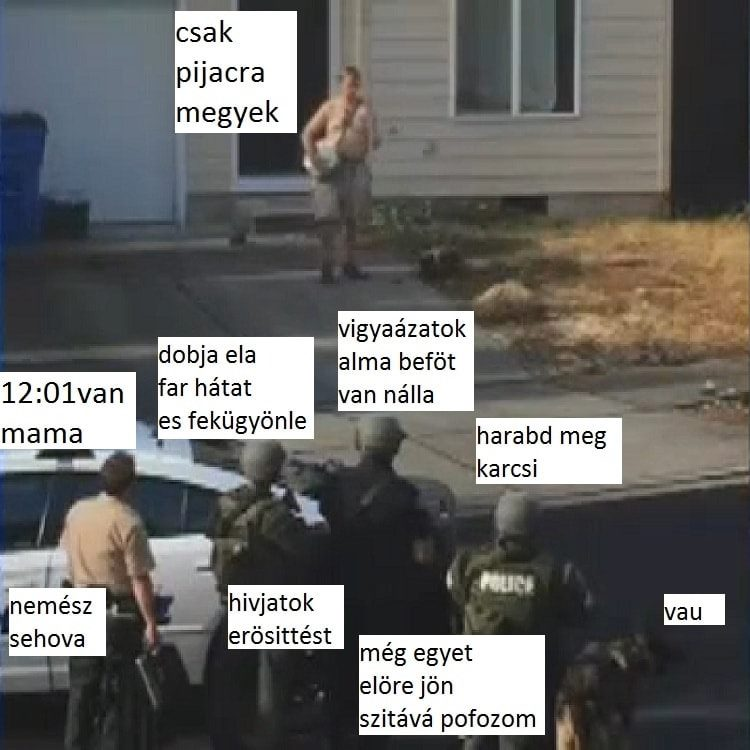 csak
pijacra
megyek
vigyaázatok
alma beföt
van nálla
dobja ela
far hátat
es fekügyönle
12:01van
mama
harabd meg
karcsi
POLICE
nemész
sehova
hivjatok
erösittést
vau
még egyet
elöre jön
szitává pofozom